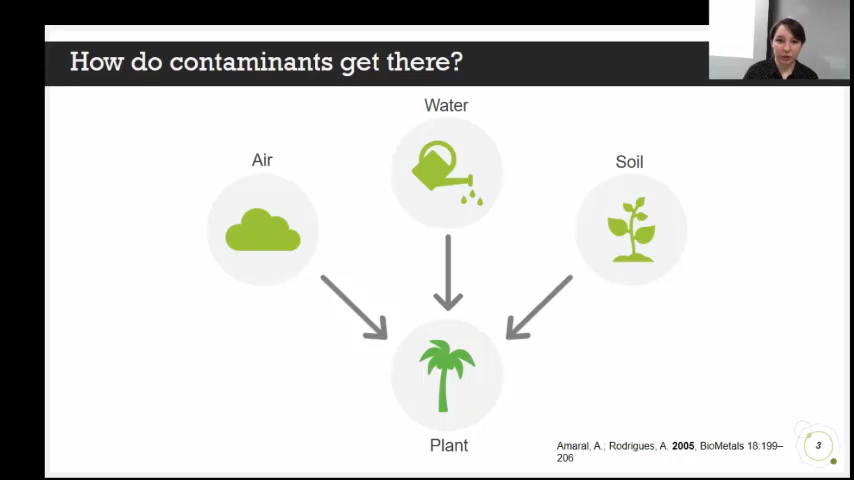 How do contaminants get there?
Water
Air
Soil
Plant
Amaral, A.; Rodrigues, A. 2005, BioMetals 18:199–
206
3